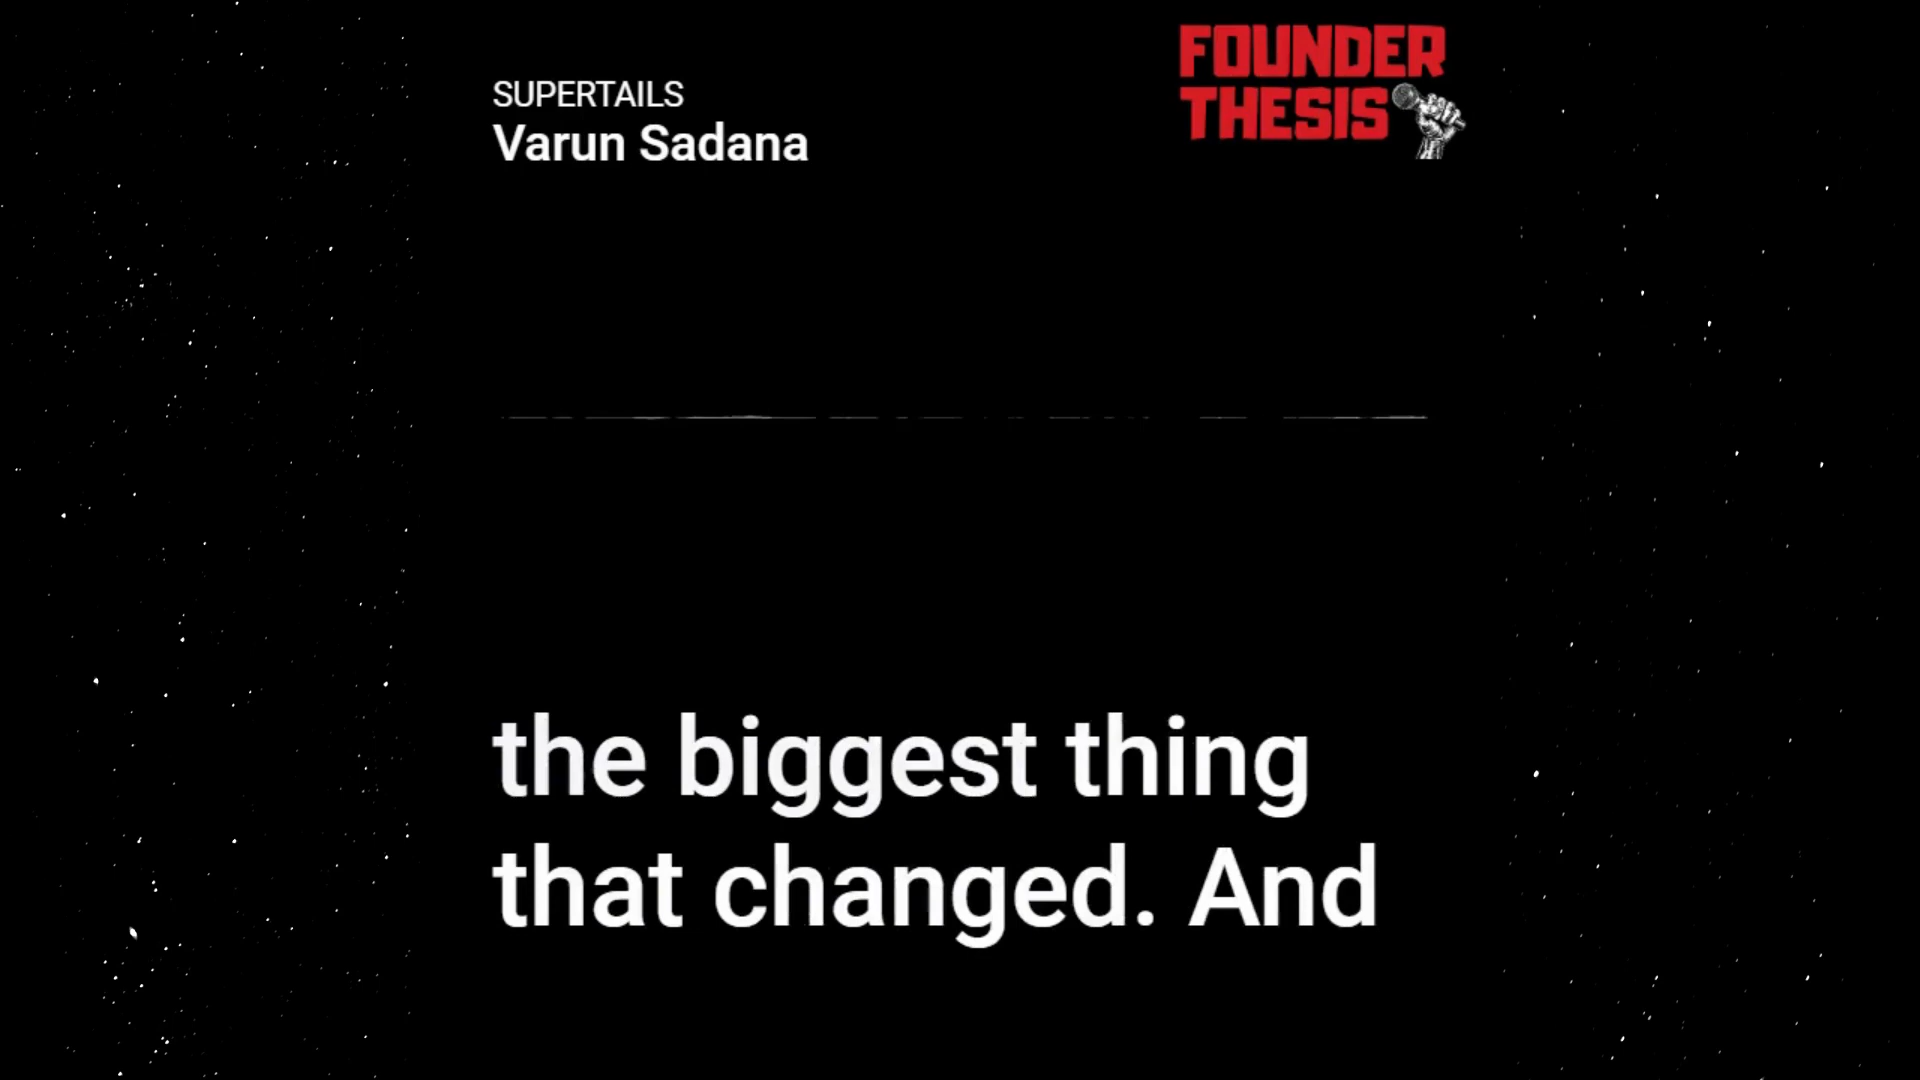 SUPERTAILS
Varun Sadana
FOUNDER
THESIS
the biggest thing
that changed. And